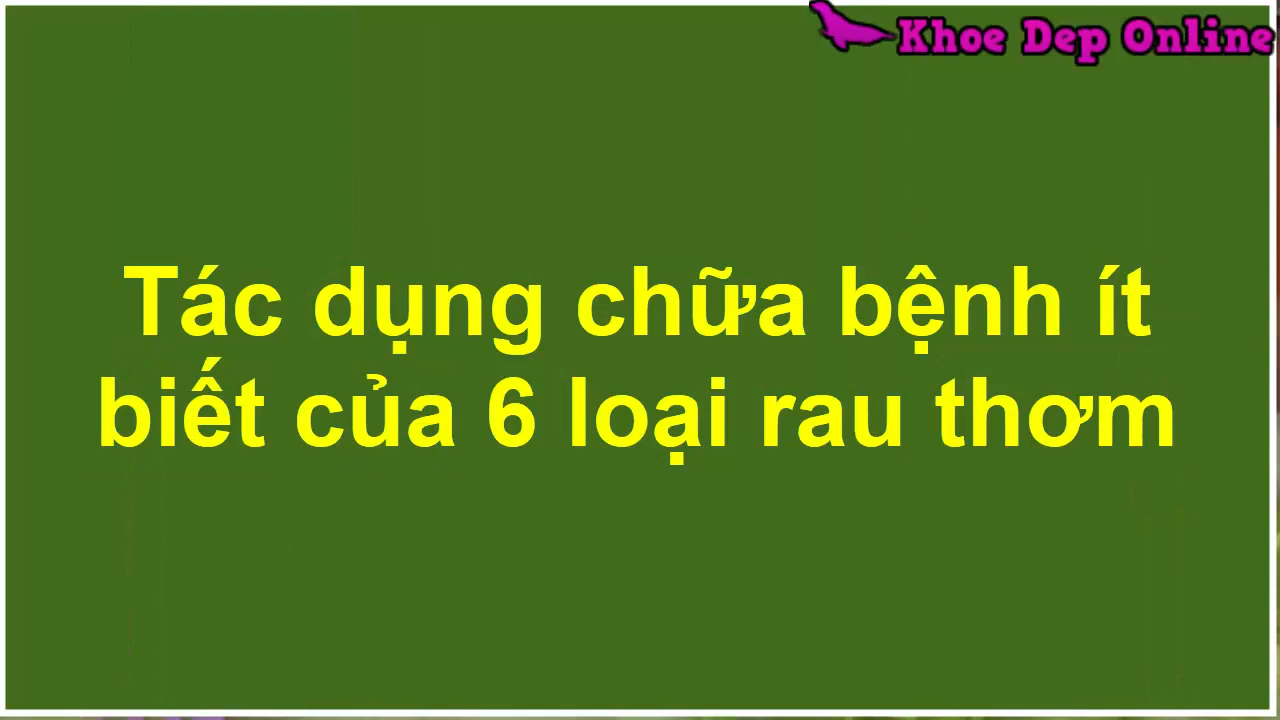 Khoe Dep Online
Tác dụng chữa bệnh ít
biết của 6 loại rau thơm